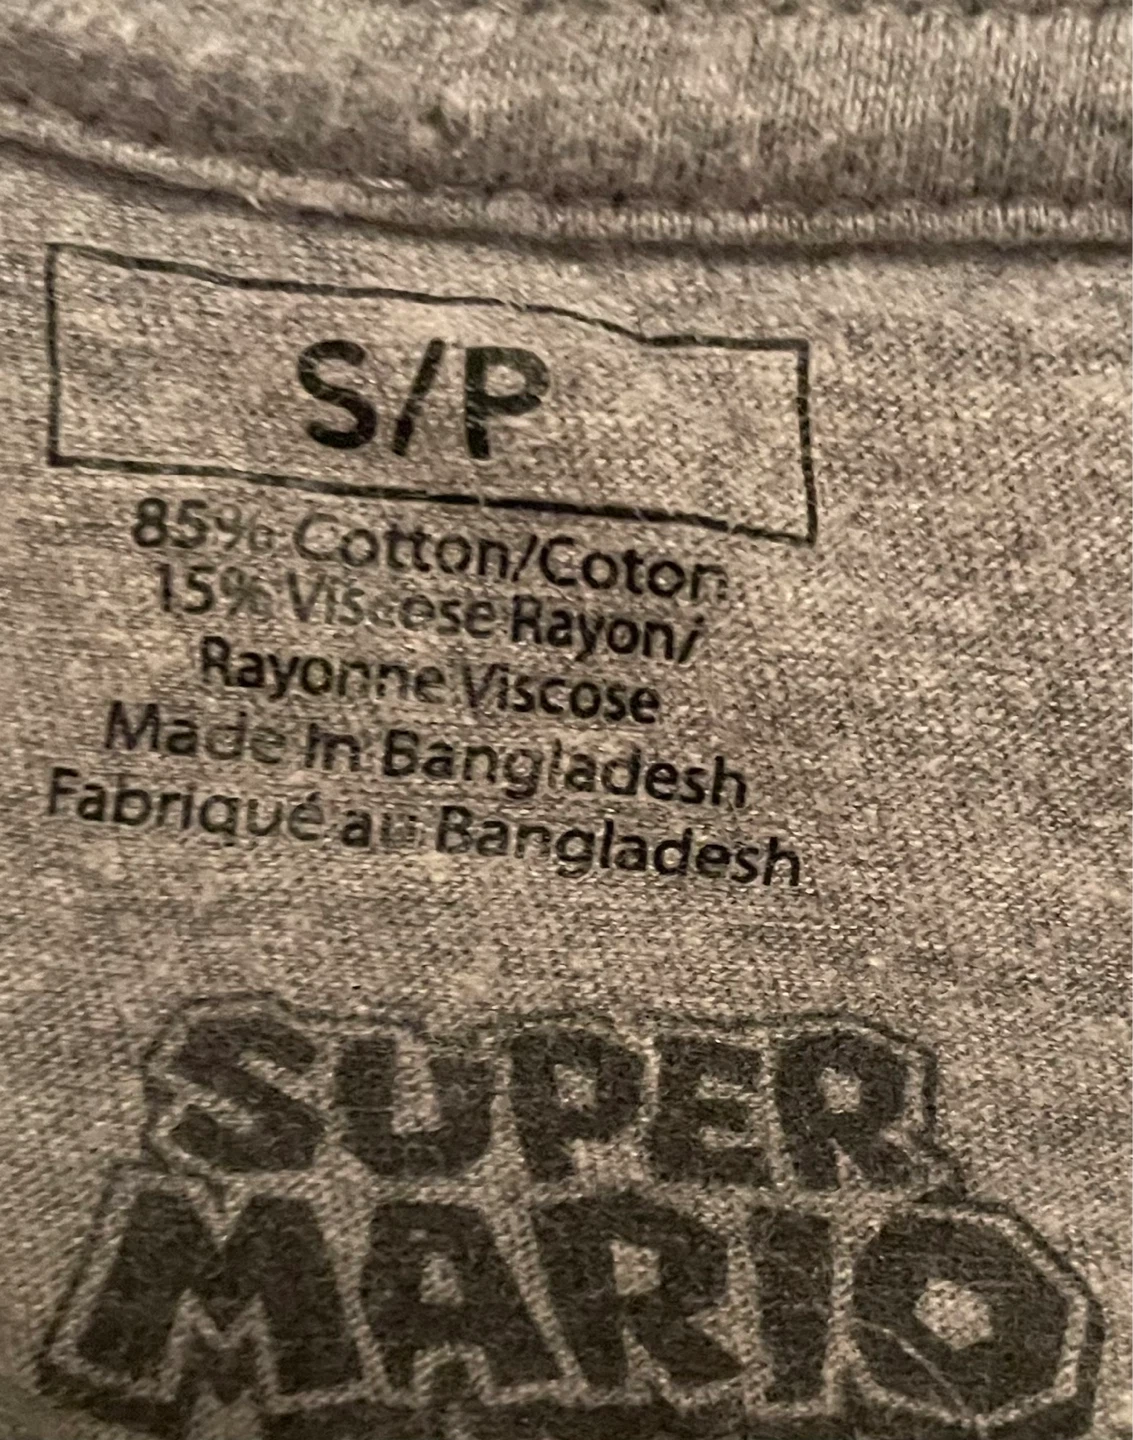 S/P
85% Cotton/Coton
15% Viscose Rayon/
Rayonne Viscose
Made In Bangladesh
Fabriqué au Bangladesh
SUPER
MARIO